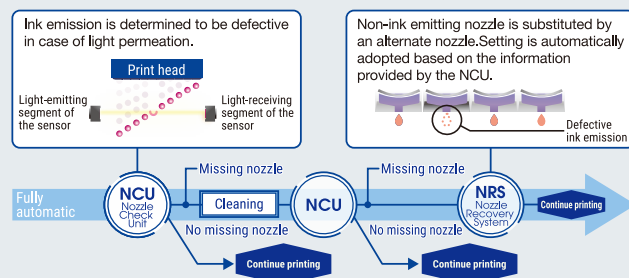 Ink emission is determined to be defective
in case of light permeation.
Print head
Light-emitting
segment of
the sensor
Light-receiving
segment of the
sensor
Non-ink emitting nozzle is substituted by
an alternate nozzle.Setting is automatically
adopted based on the information
provided by the NCU.
Defective
ink emission
Fully
automatic
NCU
Nozzle
Check
Unit
Missing nozzle
Cleaning
No missing nozzle
Continue printing
NCU
Missing nozzle
No missing nozzle
Continue printing
NRS
Nozzle
Recovery
System
Continue printing